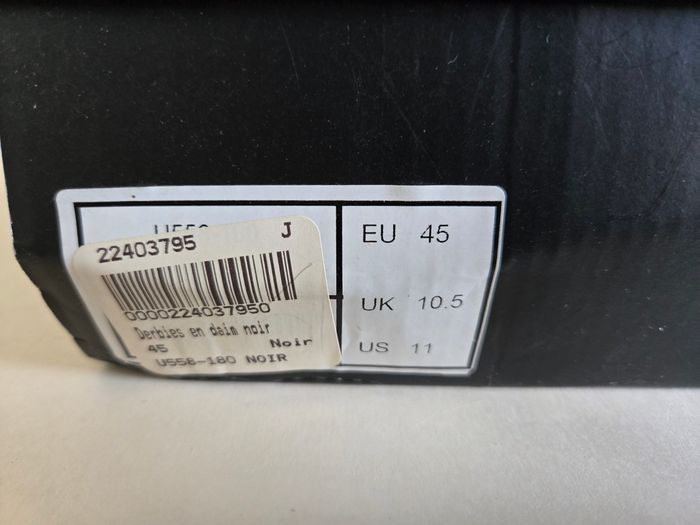 22403795 J
0000224037950
Derbies en daim noir
45 Noir
U558-180 NOIR
EU 45
UK 10.5
US 11